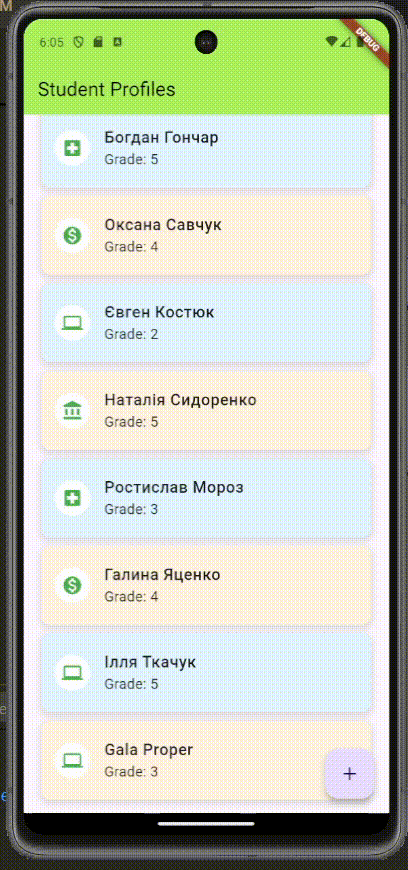 M
6:05
DEBUG
Student Profiles
Богдан Гончар
Grade: 5
Оксана Савчук
Grade: 4
Євген Костюк
Grade: 2
Наталія Сидоренко
Grade: 5
Ростислав Мороз
Grade: 3
Галина Яценко
Grade: 4
Ілля Ткачук
Grade: 5
Gala Proper
Grade: 3